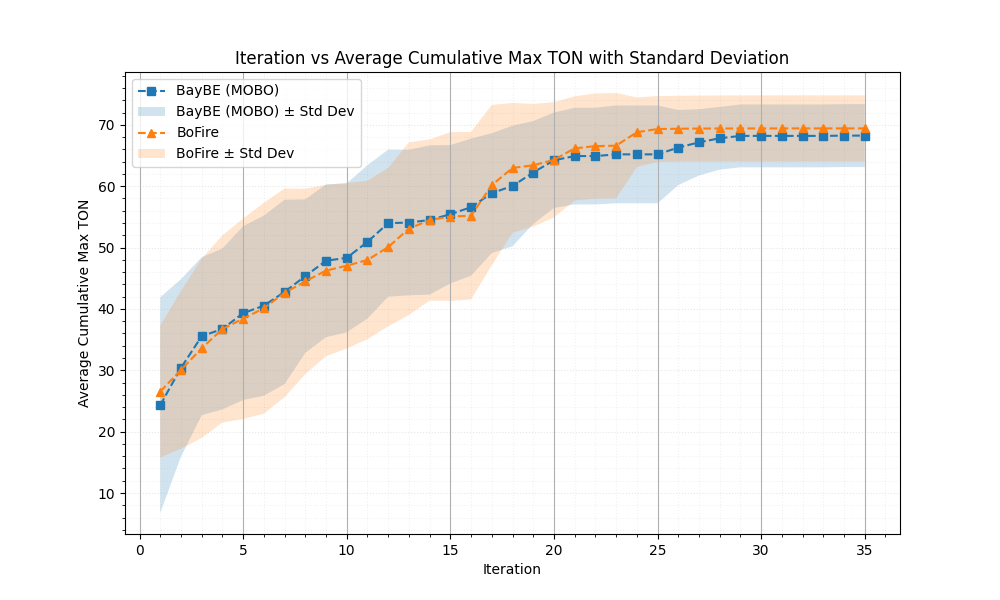 Iteration vs Average Cumulative Max TON with Standard Deviation
BayBE (MOBO)
BayBE (MOBO) ± Std Dev
BoFire
BoFire ± Std Dev
Average Cumulative Max TON
70
60
50
40
30
20
10
0 5 10 15 20 25 30 35
Iteration